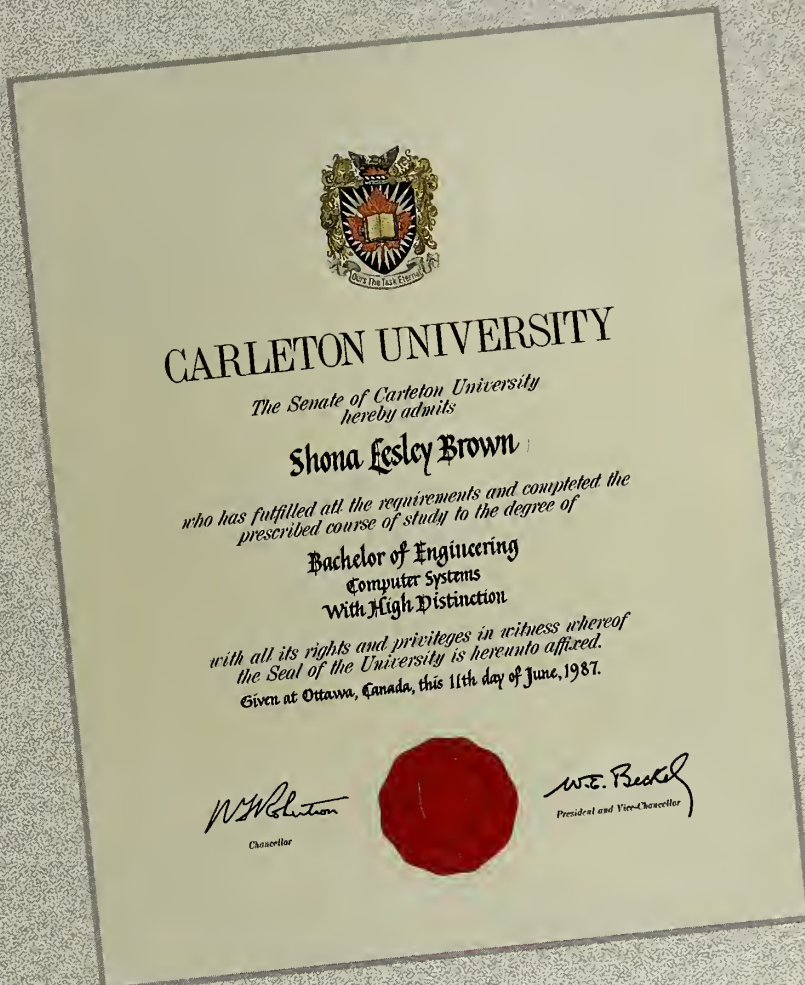 Ours The Task Eternal
CARLETON UNIVERSITY
The Senate of Carleton University
hereby admits
Shona Lesley Brown
who has fulfilled all the requirements and completed the
prescribed course of study to the degree of
Bachelor of Engineering
Computer Systems
With High Distinction
with all its rights and privileges in witness whereof
the Seal of the University is hereunto affixed.
Given at Ottawa, Canada, this 11th day of June, 1987.
W.E. Beckel
Chancellor
President and Vice-Chancellor